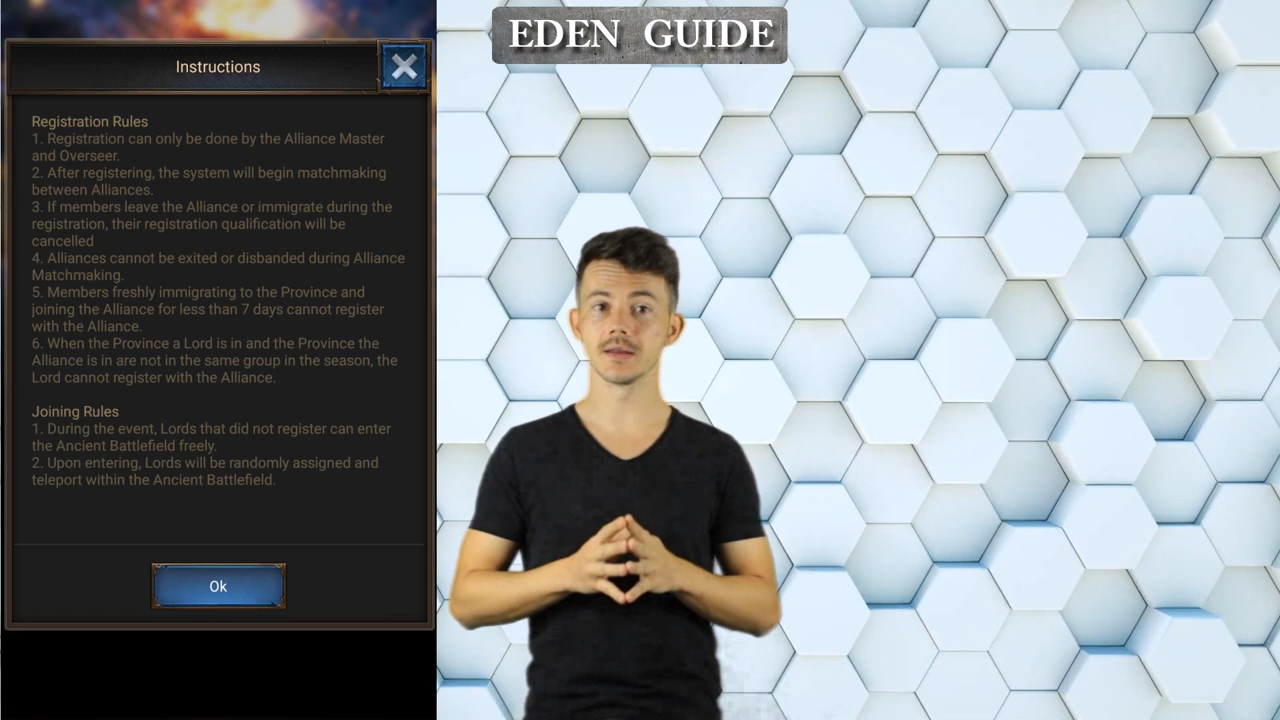 EDEN GUIDE
Instructions
Registration Rules
1. Registration can only be done by the Alliance Master
and Overseer.
2. After registering, the system will begin matchmaking
between Alliances.
3. If members leave the Alliance or immigrate during the
registration, their registration qualification will be
cancelled
4. Alliances cannot be exited or disbanded during Alliance
Matchmaking.
5. Members freshly immigrating to the Province and
joining the Alliance for less than 7 days cannot register
with the Alliance.
6. When the Province a Lord is in and the Province the
Alliance is in are not in the same group in the season, the
Lord cannot register with the Alliance.
Joining Rules
1. During the event, Lords that did not register can enter
the Ancient Battlefield freely.
2. Upon entering, Lords will be randomly assigned and
teleport within the Ancient Battlefield.
Ok